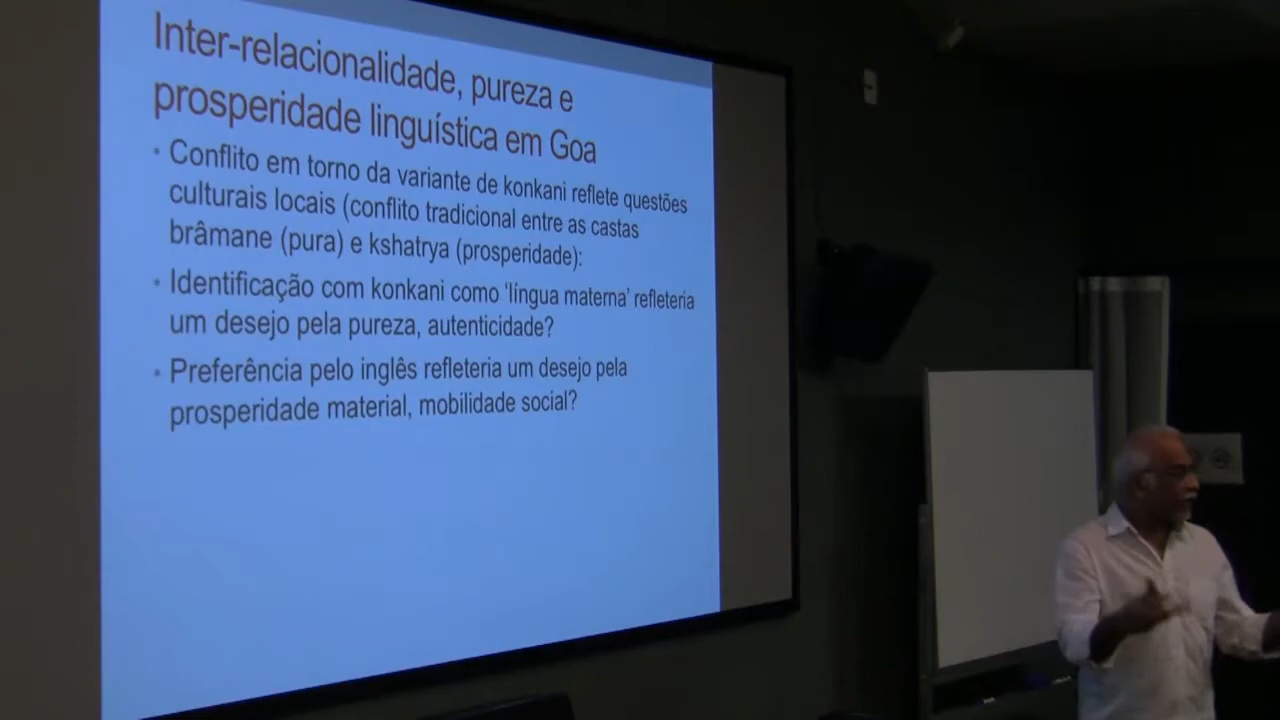 Inter-relacionalidade, pureza e
prosperidade linguística em Goa
• Conflito em torno da variante de konkani reflete questões
culturais locais (conflito tradicional entre as castas
brâmane (pura) e kshatrya (prosperidade):
• Identificação com konkani como ‘língua materna’ refleteria
um desejo pela pureza, autenticidade?
• Preferência pelo inglês refleteria um desejo pela
prosperidade material, mobilidade social?